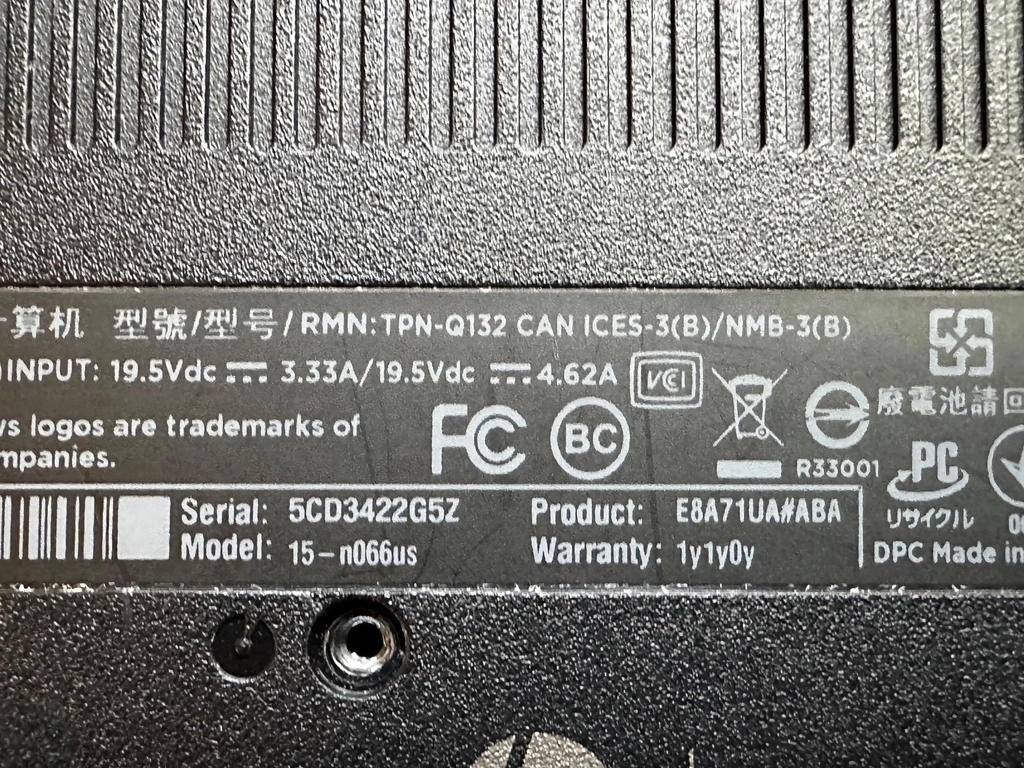 算机 型號/型号/RMN:TPN-Q132 CAN ICES-3(B)/NMB-3(B)
INPUT: 19.5Vdc 3.33A/19.5Vdc 4.62A VCI
logos are trademarks of
FC BC
R33001
廢電池請回
PC
リサイクル
Serial: 5CD3422G5Z Product: E8A71UA#ABA
Model: 15-n066us Warranty: 1y1y0y
DPC Made in